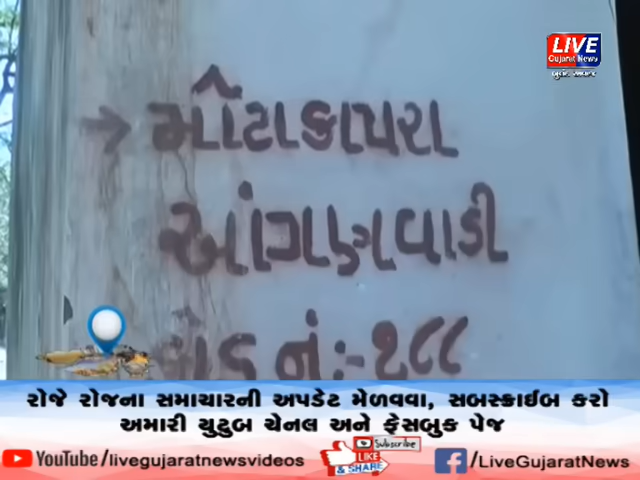 LIVE
Gujarat News
→ મોંટાકાપરા
આંગણવાડી
કોડ નં:-૨૮૮
રોજે રોજના સમાચારની અપડેટ મેળવવા, સબસ્ક્રાઈબ કરો
અમારી યુટુબ ચેનલ અને ફેસબુક પેજ
YouTube/livegujaratnewsvideos
Subscribe
LIKE
& SHARE
/LiveGujaratNews